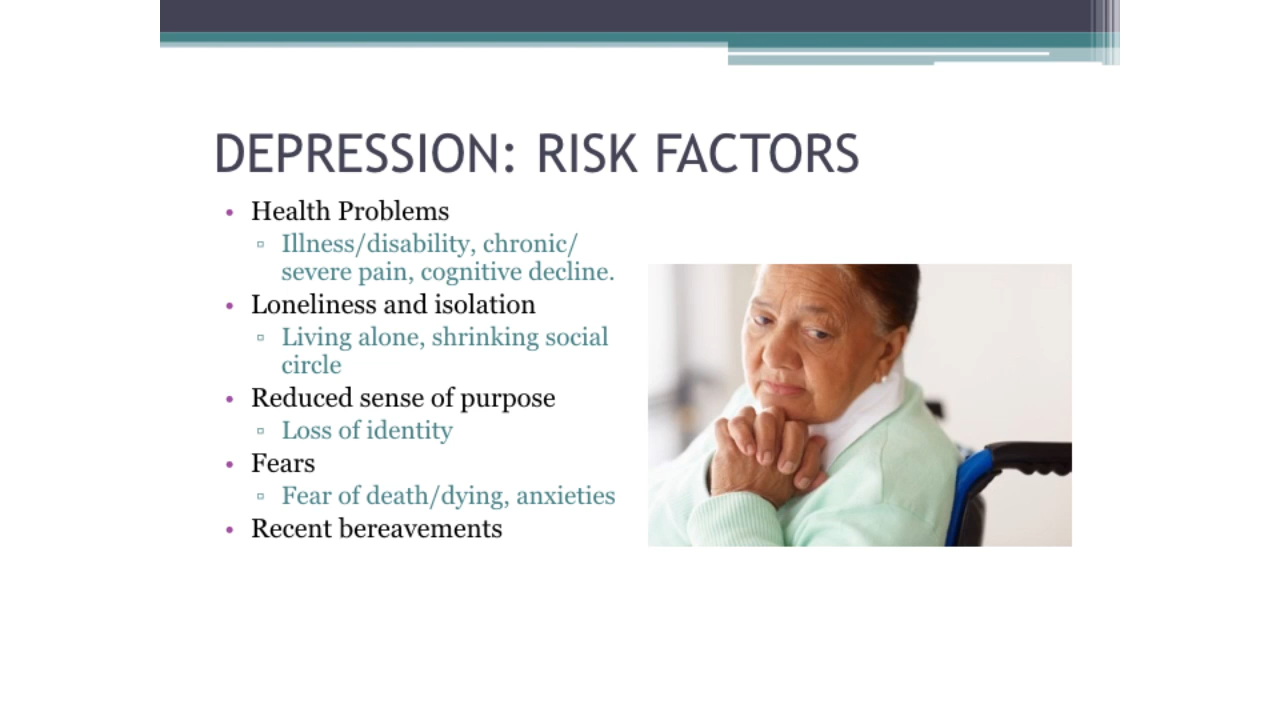 DEPRESSION: RISK FACTORS
• Health Problems
▫ Illness/disability, chronic/
severe pain, cognitive decline.
• Loneliness and isolation
▫ Living alone, shrinking social
circle
• Reduced sense of purpose
▫ Loss of identity
• Fears
▫ Fear of death/dying, anxieties
• Recent bereavements